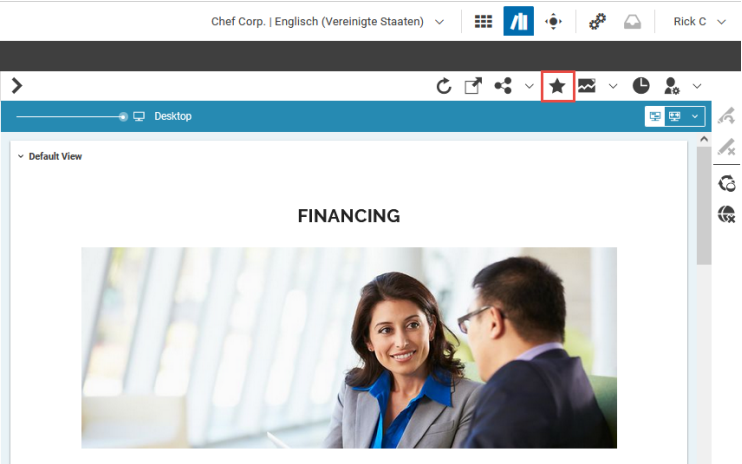 Chef Corp. | Englisch (Vereinigte Staaten)
Rick C
Desktop
Default View
FINANCING